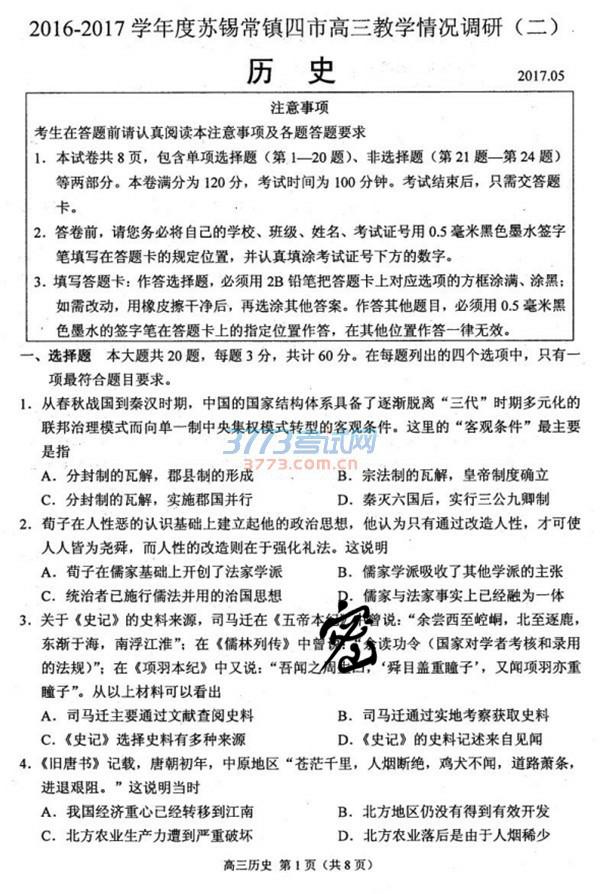 2016-2017 学年度苏锡常镇四市高三教学情况调研（二）
历 史
2017.05
注意事项
考生在答题前请认真阅读本注意事项及各题答题要求
1．本试卷共 8 页，包含单项选择题（第 1—20 题）、非选择题（第 21 题—第 24 题）
等两部分。本卷满分为 120 分，考试时间为 100 分钟。考试结束后，只需交答题
卡。
2．答卷前，请您务必将自己的学校、班级、姓名、考试证号用 0.5 毫米黑色墨水签字
笔填写在答题卡的规定位置，并认真填涂考试证号下方的数字。
3．填写答题卡：作答选择题，必须用 2B 铅笔把答题卡上对应选项的方框涂满、涂黑；
如需改动，用橡皮擦干净后，再选涂其他答案。作答其他题目，必须用 0.5 毫米黑
色墨水的签字笔在答题卡上的指定位置作答，在其他位置作答一律无效。
一、选择题 本大题共 20 题，每题 3 分，共计 60 分。在每题列出的四个选项中，只有一
项最符合题目要求。
1．从春秋战国到秦汉时期，中国的国家结构体系具备了逐渐脱离“三代”时期多元化的
联邦治理模式而向单一制中央集权模式转型的客观条件。这里的“客观条件”最主要
是指
A．分封制的瓦解，郡县制的形成 B．宗法制的瓦解，皇帝制度确立
C．分封制的瓦解，实施郡国并行 D．秦灭六国后，实行三公九卿制
3773考试网
3773.com.cn
2．荀子在人性恶的认识基础上建立起他的政治思想，他认为只有通过改造人性，才可使
人人皆为尧舜，而人性的改造则在于强化礼法。这说明
A．荀子在儒家基础上开创了法家学派 B．儒家学派吸收了其他学派的主张
C．统治者已施行儒法并用的治国思想 D．儒家与法家事实上已经融为一体
3．关于《史记》的史料来源，司马迁在《五帝本纪》中曾说：“余尝西至崆峒，北至逐鹿，
东渐于海，南浮江淮”；在《儒林列传》中曾说：“余读功令（国家对学者考核和录用
的法规）”；在《项羽本纪》中又说：“吾闻之周生曰，‘舜目盖重瞳子’，又闻项羽亦重
瞳子”。从以上材料可以看出
密
A．司马迁主要通过文献查阅史料 B．司马迁通过实地考察获取史料
C．《史记》选择史料有多种来源 D．《史记》的史料记述来自见闻
4．《旧唐书》记载，唐朝初年，中原地区“苍茫千里，人烟断绝，鸡犬不闻，道路萧条，
进退艰阻。”这说明当时
A．我国经济重心已经转移到江南 B．北方地区仍没有得到有效开发
C．北方农业生产力遭到严重破坏 D．北方农业落后是由于人烟稀少
高三历史 第 1 页（共 8 页）